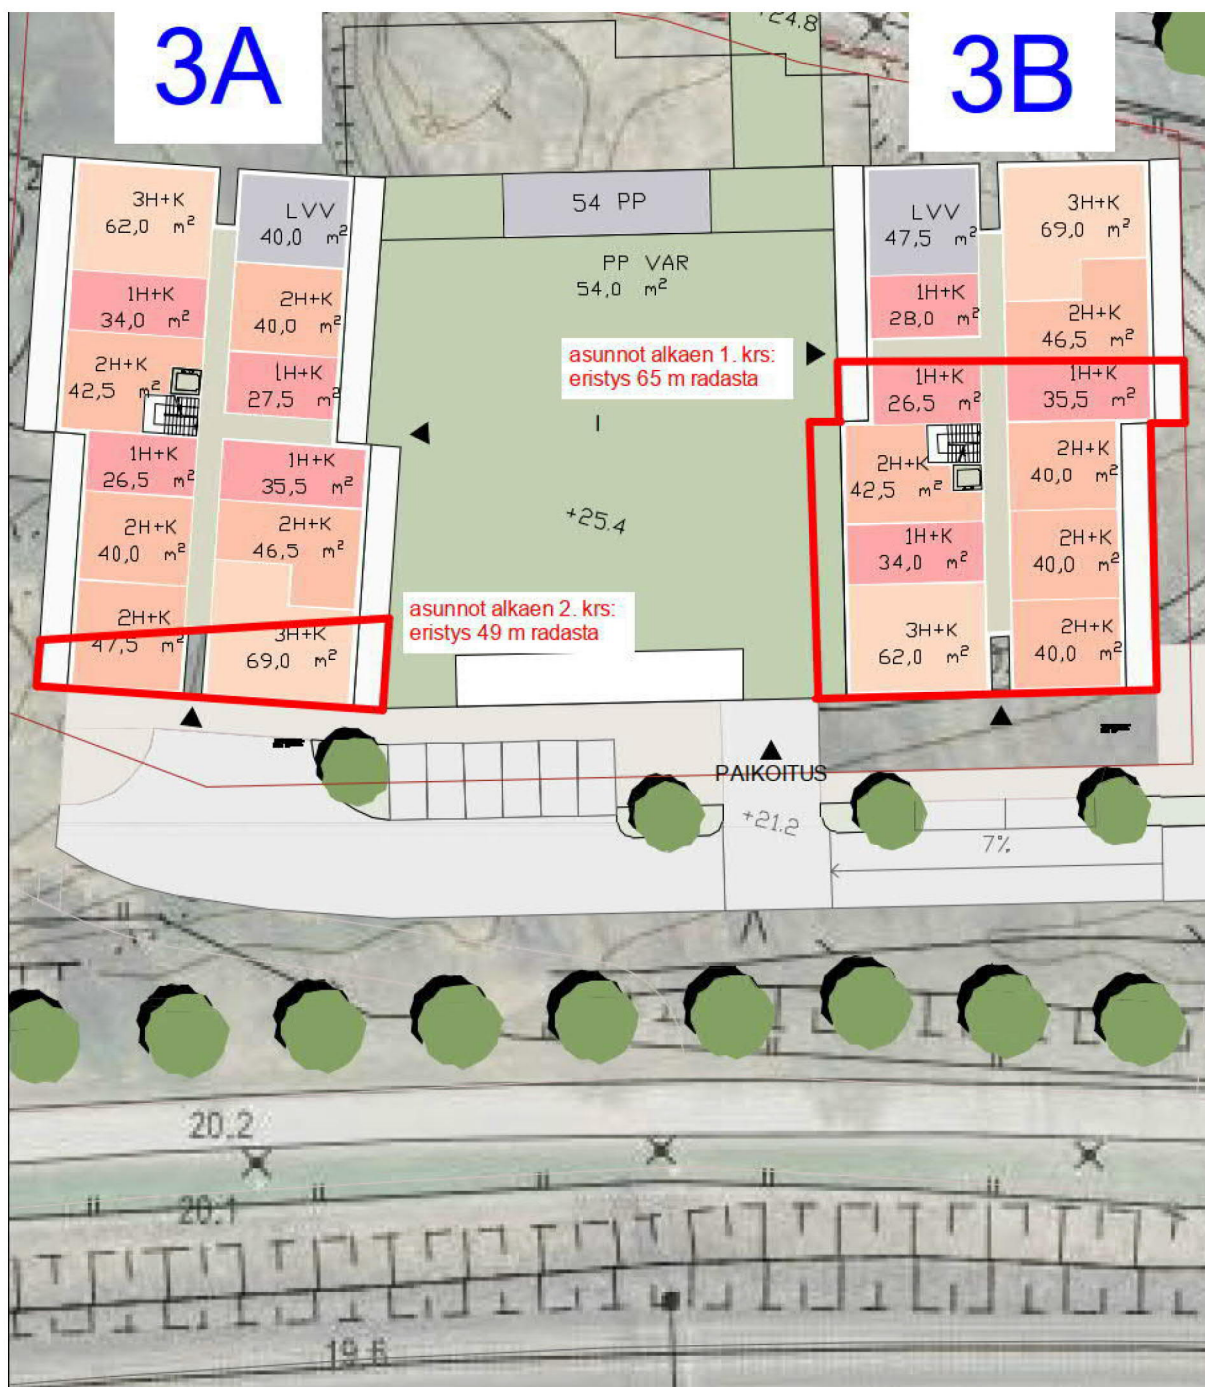 3A
3B
+24.8
3H+K
62,0 m²
LVV
40,0 m²
1H+K
34,0 m²
2H+K
40,0 m²
2H+K
42,5 m²
1H+K
27,5 m²
1H+K
26,5 m²
1H+K
35,5 m²
2H+K
40,0 m²
2H+K
46,5 m²
2H+K
47,5 m²
3H+K
69,0 m²
54 PP
PP VAR
54,0 m²
asunnot alkaen 1. krs:
eristys 65 m radasta
I
+25.4
asunnot alkaen 2. krs:
eristys 49 m radasta
LVV
47,5 m²
3H+K
69,0 m²
1H+K
28,0 m²
2H+K
46,5 m²
1H+K
26,5 m²
1H+K
35,5 m²
2H+K
42,5 m²
2H+K
40,0 m²
1H+K
34,0 m²
2H+K
40,0 m²
3H+K
62,0 m²
2H+K
40,0 m²
PAIKOITUS
+21.2
7%
20.2
20.1
19.6